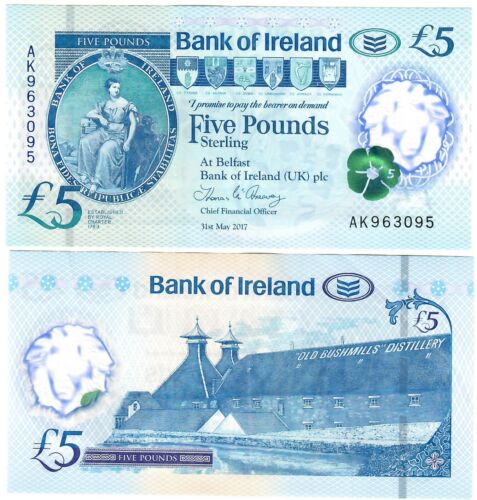 FIVE POUNDS
Bank of Ireland
£5
AK963095
BANK OF IRELAND
BONA FIDES REIPUBLICÆ STABILITAS
I promise to pay the bearer on demand
Five Pounds
Sterling
At Belfast
Bank of Ireland (UK) plc
Chief Financial Officer
31st May 2017
£5
ESTABLISHED
BY ROYAL
CHARTER
1783
5
AK963095
Bank of Ireland
£5
"OLD BUSHMILLS" DISTILLERY
£5
FIVE POUNDS